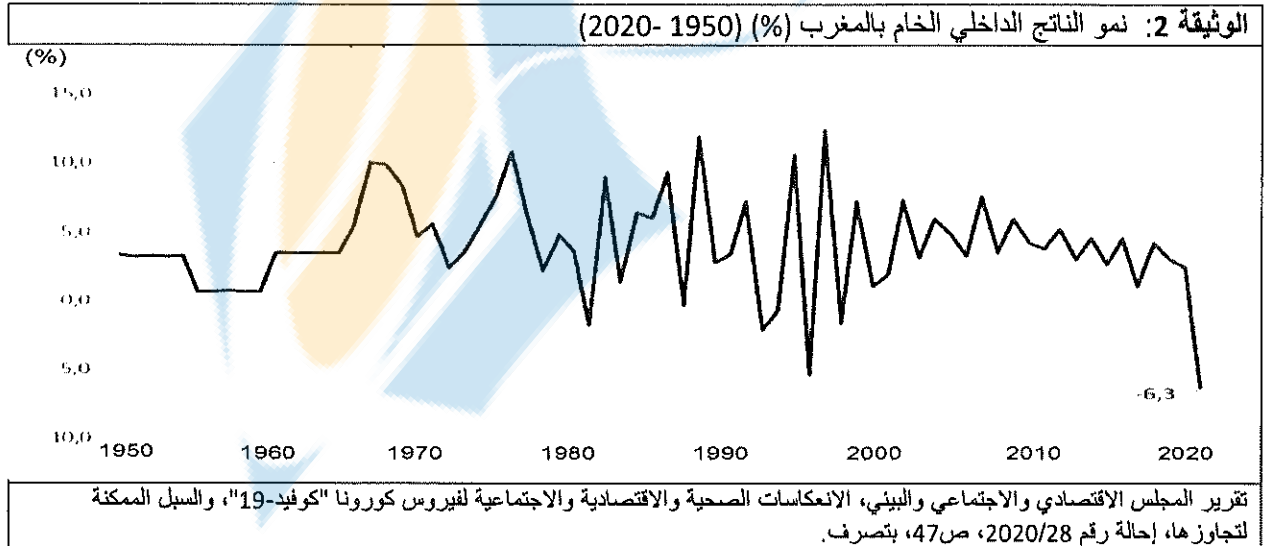 الوثيقة 2: نمو الناتج الداخلي الخام بالمغرب (%) (1950 -2020)
(%)
15,0
10,0
5,0
0,0
5,0
10,0
-6,3
1950 1960 1970 1980 1990 2000 2010 2020
تقرير المجلس الاقتصادي والاجتماعي والبيئي، الانعكاسات الصحية والاقتصادية والاجتماعية لفيروس كورونا "كوفيد-19"، والسبل الممكنة
لتجاوزها، إحالة رقم 2020/28، ص47، بتصرف.